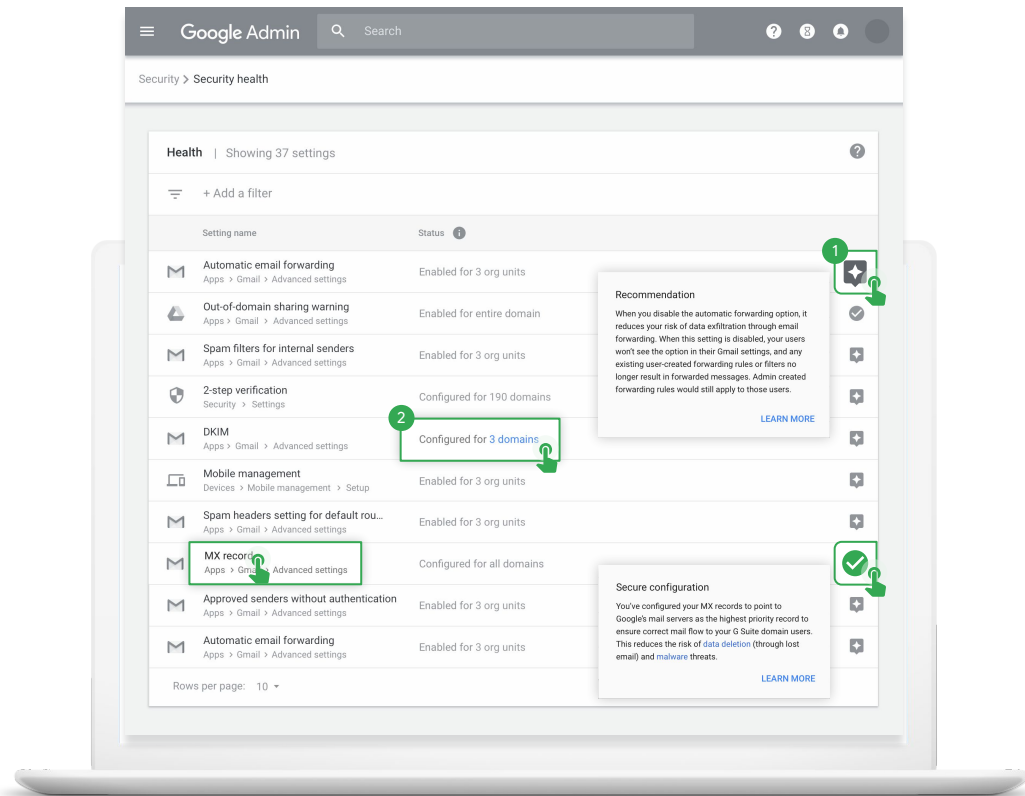 Google Admin
Search
Security > Security health
Health | Showing 37 settings
+ Add a filter
Setting name
Status
1
Automatic email forwarding
Apps > Gmail > Advanced settings
Enabled for 3 org units
Out-of-domain sharing warning
Apps > Gmail > Advanced settings
Enabled for entire domain
Spam filters for internal senders
Apps > Gmail > Advanced settings
Enabled for 3 org units
2-step verification
Security > Settings
Configured for 190 domains
2
DKIM
Apps > Gmail > Advanced settings
Configured for 3 domains
Mobile management
Devices > Mobile management > Setup
Enabled for 3 org units
Spam headers setting for default rou...
Apps > Gmail > Advanced settings
Enabled for 3 org units
MX record
Apps > Gmail > Advanced settings
Configured for all domains
Approved senders without authentication
Apps > Gmail > Advanced settings
Enabled for 3 org units
Automatic email forwarding
Apps > Gmail > Advanced settings
Enabled for 3 org units
Rows per page: 10
Recommendation
When you disable the automatic forwarding option, it
reduces your risk of data exfiltration through email
forwarding. When this setting is disabled, your users
won't see the option in their Gmail settings, and any
existing user-created forwarding rules or filters no
longer result in forwarded messages. Admin created
forwarding rules would still apply to those users.
LEARN MORE
Secure configuration
You've configured your MX records to point to
Google's mail servers as the highest priority record to
ensure correct mail flow to your G Suite domain users.
This reduces the risk of data deletion (through lost
email) and malware threats.
LEARN MORE